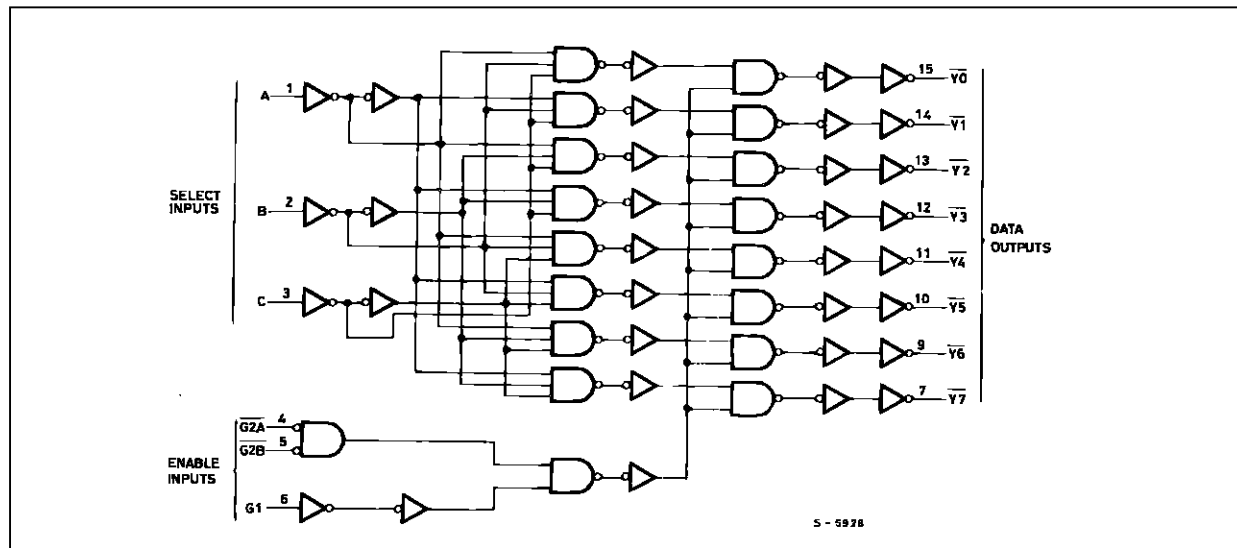 SELECT
INPUTS
A 1
B 2
C 3
ENABLE
INPUTS
G2A 4
G2B 5
G1 6
15 Y0
14 Y1
13 Y2
12 Y3
11 Y4
10 Y5
9 Y6
7 Y7
DATA
OUTPUTS
S - 5928